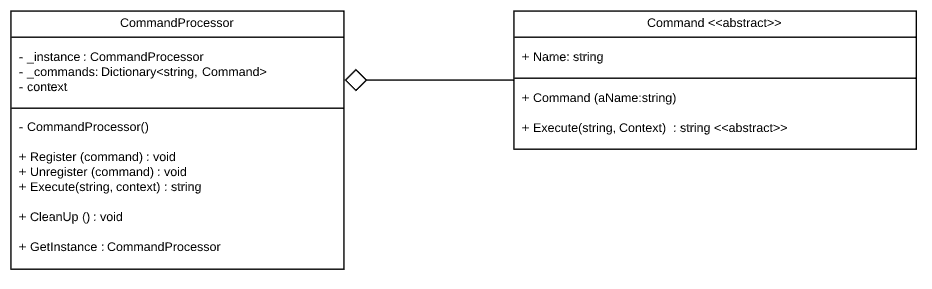 CommandProcessor
- _instance : CommandProcessor
- _commands: Dictionary<string, Command>
- context
- CommandProcessor()
+ Register (command) : void
+ Unregister (command) : void
+ Execute(string, context) : string
+ CleanUp () : void
+ GetInstance : CommandProcessor
Command <<abstract>>
+ Name: string
+ Command (aName:string)
+ Execute(string, Context) : string <<abstract>>